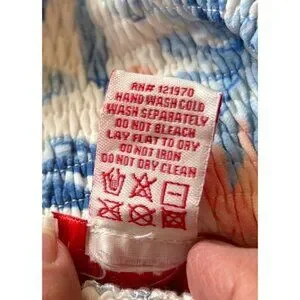 RN# 121970
HAND WASH COLD
WASH SEPARATELY
DO NOT BLEACH
LAY FLAT TO DRY
DO NOT IRON
DO NOT DRY CLEAN